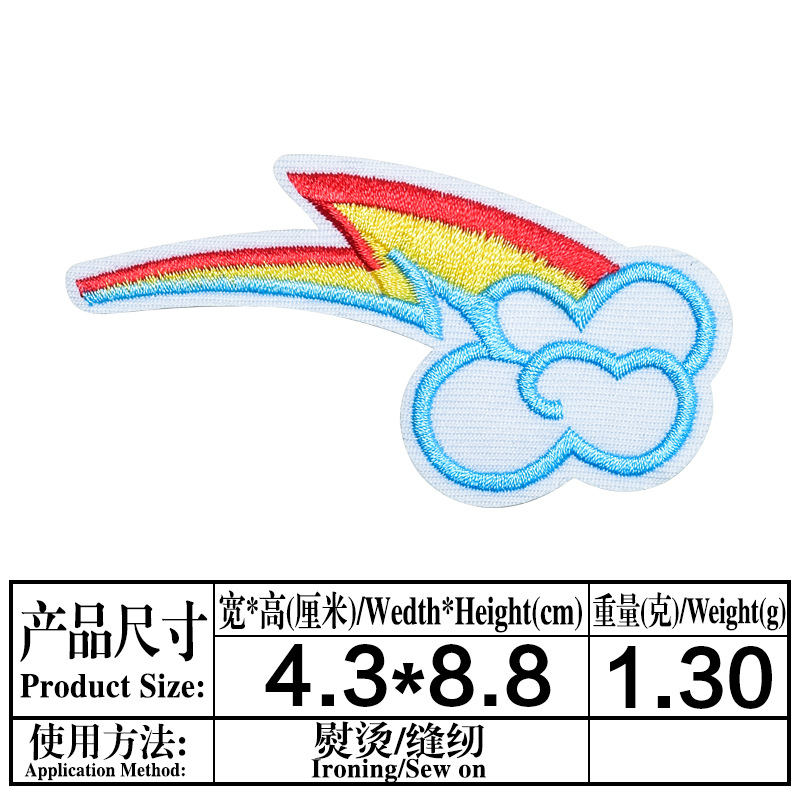 产品尺寸
Product Size:
宽*高(厘米)/Wedth*Height(cm)
4.3*8.8
重量(克)/Weight(g)
1.30
使用方法:
Application Method:
熨烫/缝纫
Ironing/Sew on